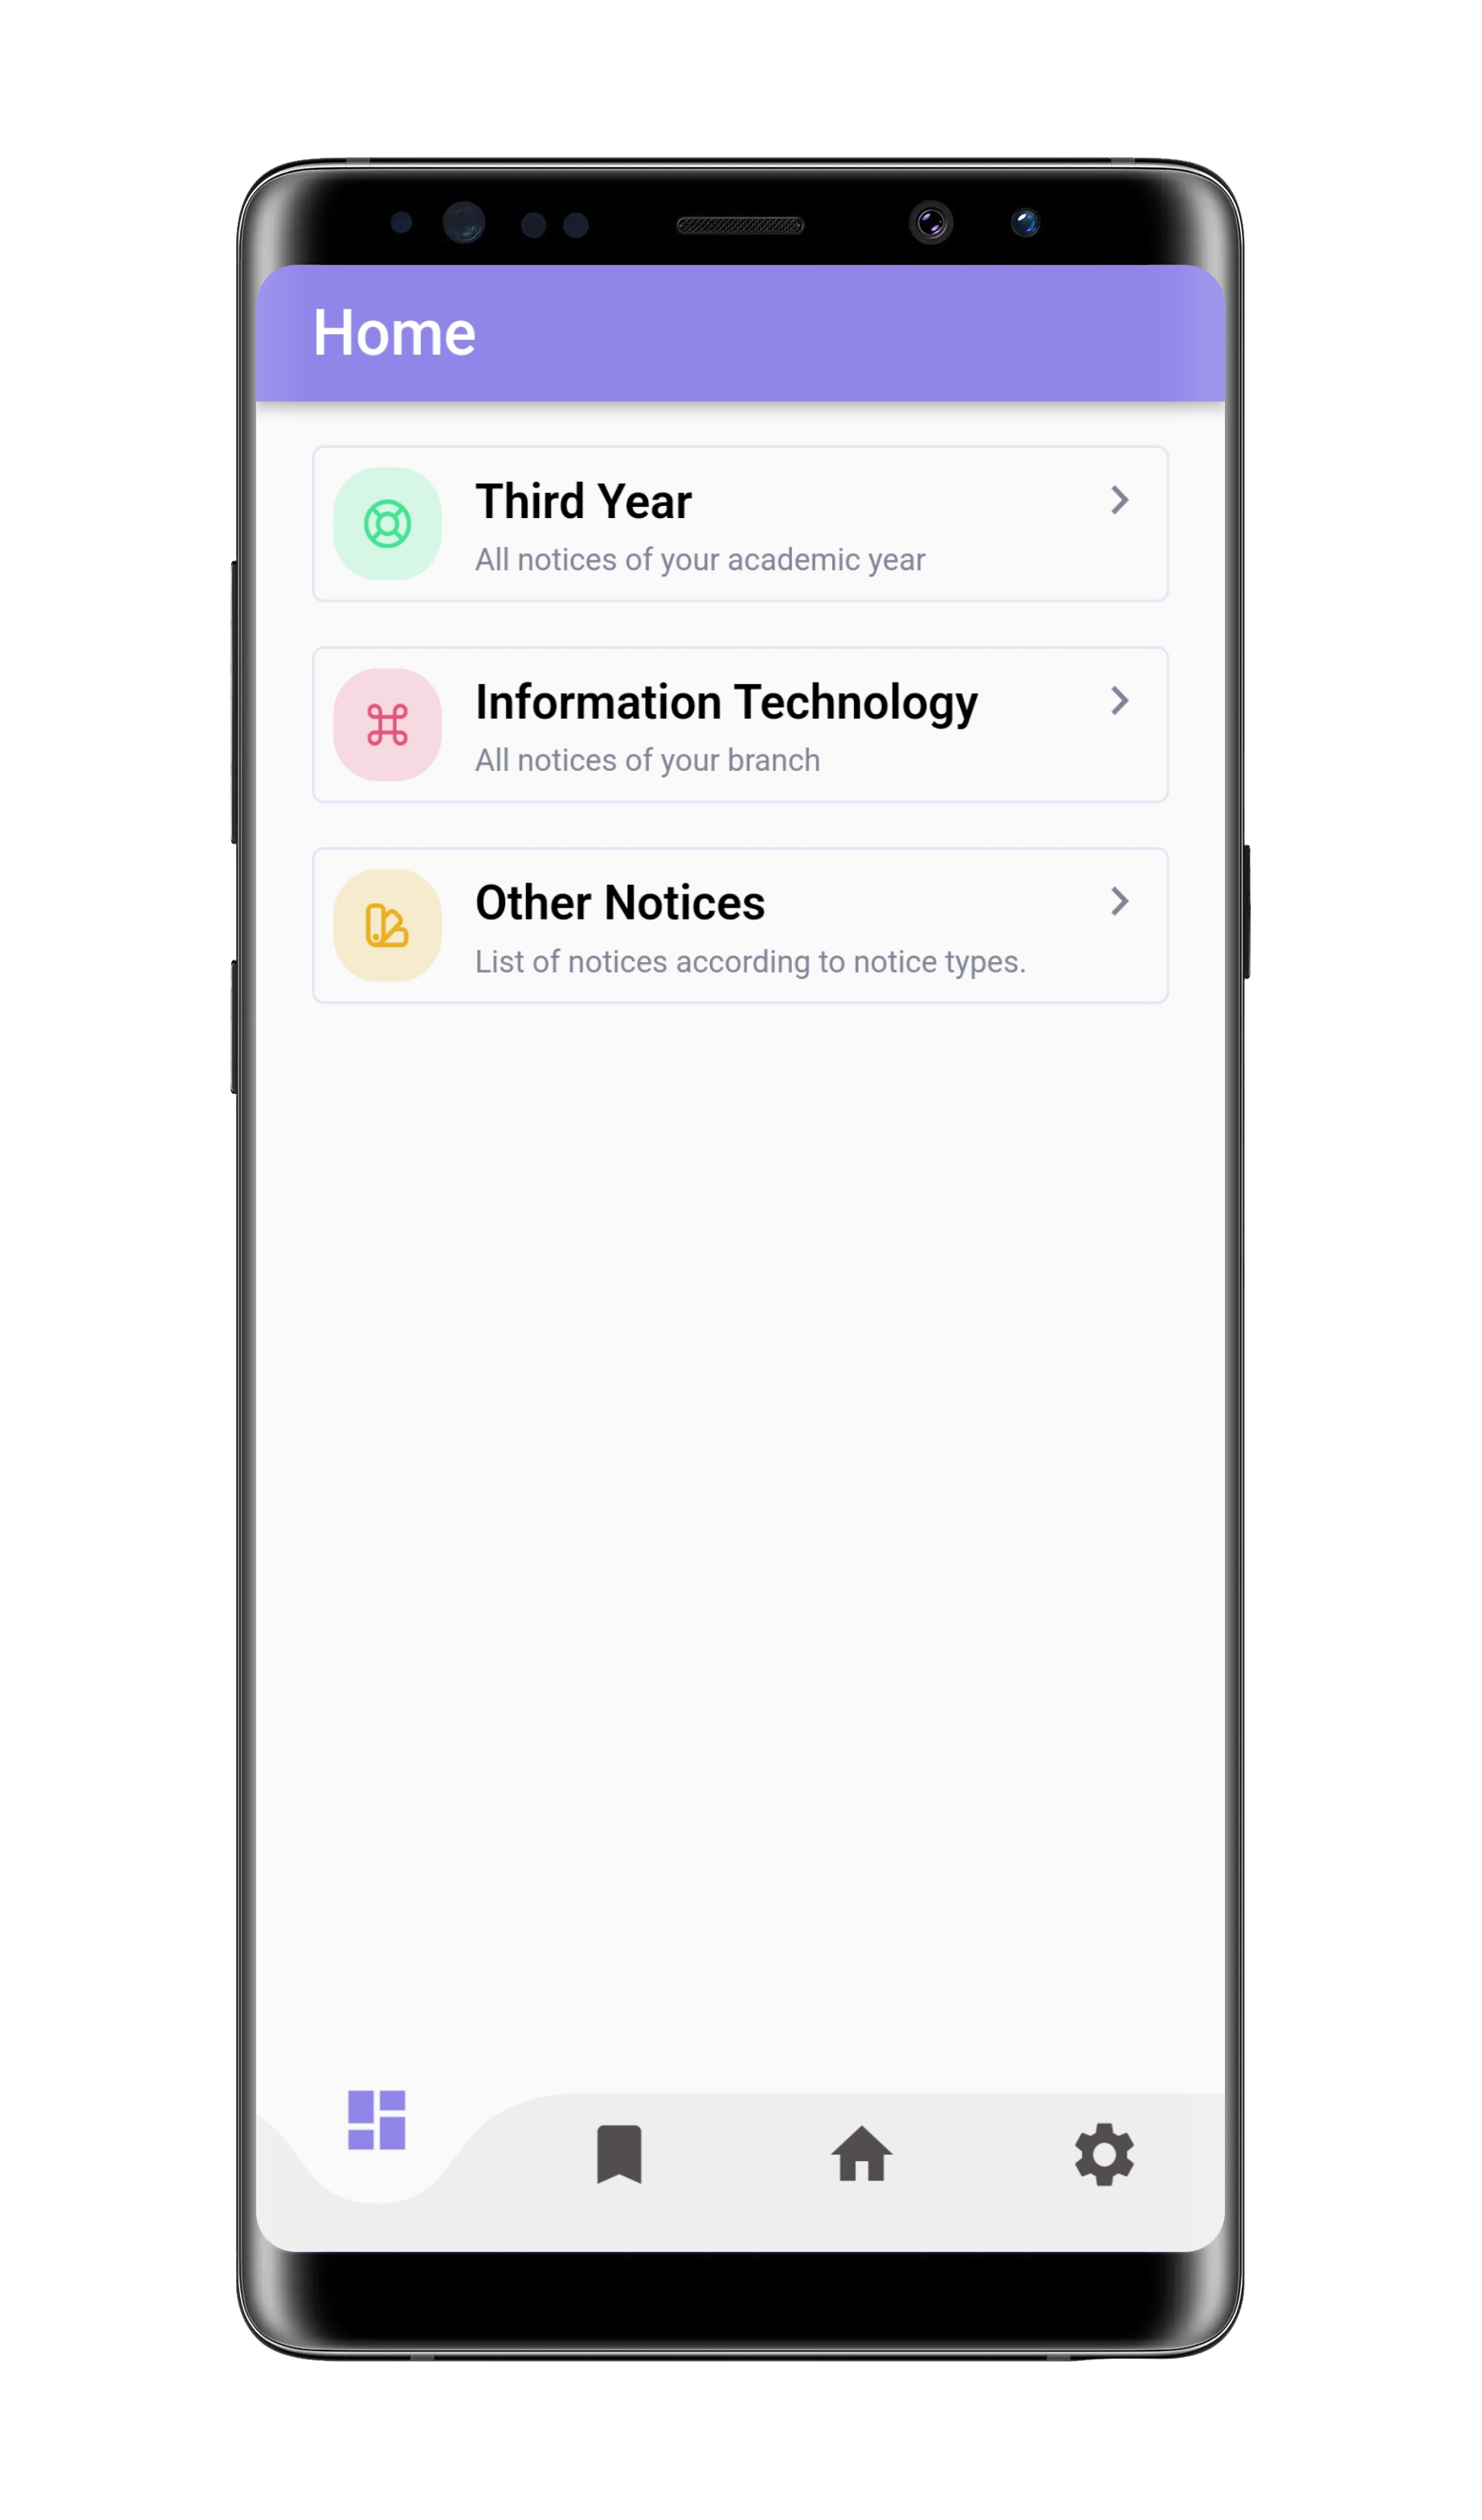 Home
Third Year
All notices of your academic year
Information Technology
All notices of your branch
Other Notices
List of notices according to notice types.